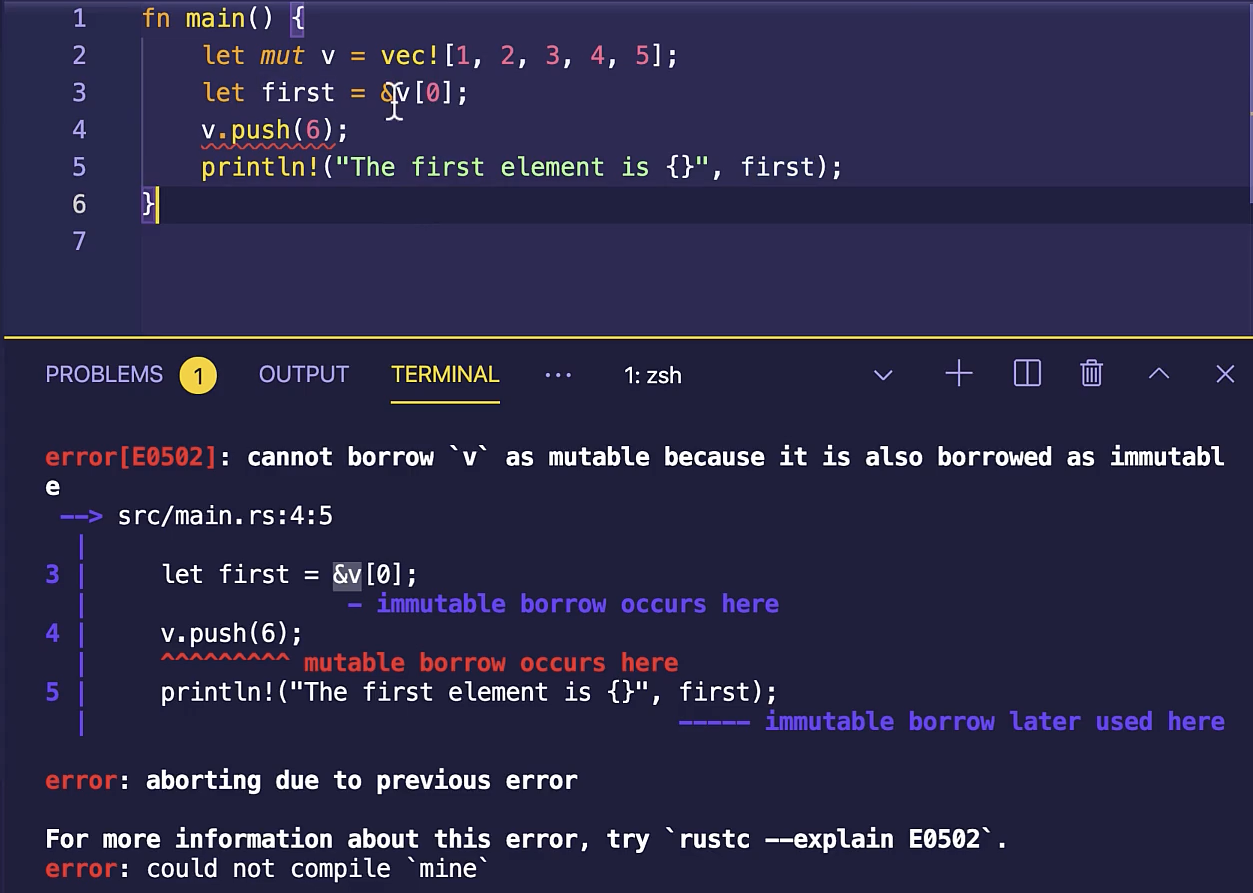 1 fn main() {
2 let mut v = vec![1, 2, 3, 4, 5];
3 let first = &v[0];
4 v.push(6);
5 println!("The first element is {}", first);
6 }
7
PROBLEMS 1 OUTPUT TERMINAL ··· 1: zsh
error[E0502]: cannot borrow `v` as mutable because it is also borrowed as immutabl
e
--> src/main.rs:4:5
|
3 | let first = &v[0];
| - immutable borrow occurs here
4 | v.push(6);
| ^^^^^^^^^ mutable borrow occurs here
5 | println!("The first element is {}", first);
| ----- immutable borrow later used here
error: aborting due to previous error
For more information about this error, try `rustc --explain E0502`.
error: could not compile `mine`